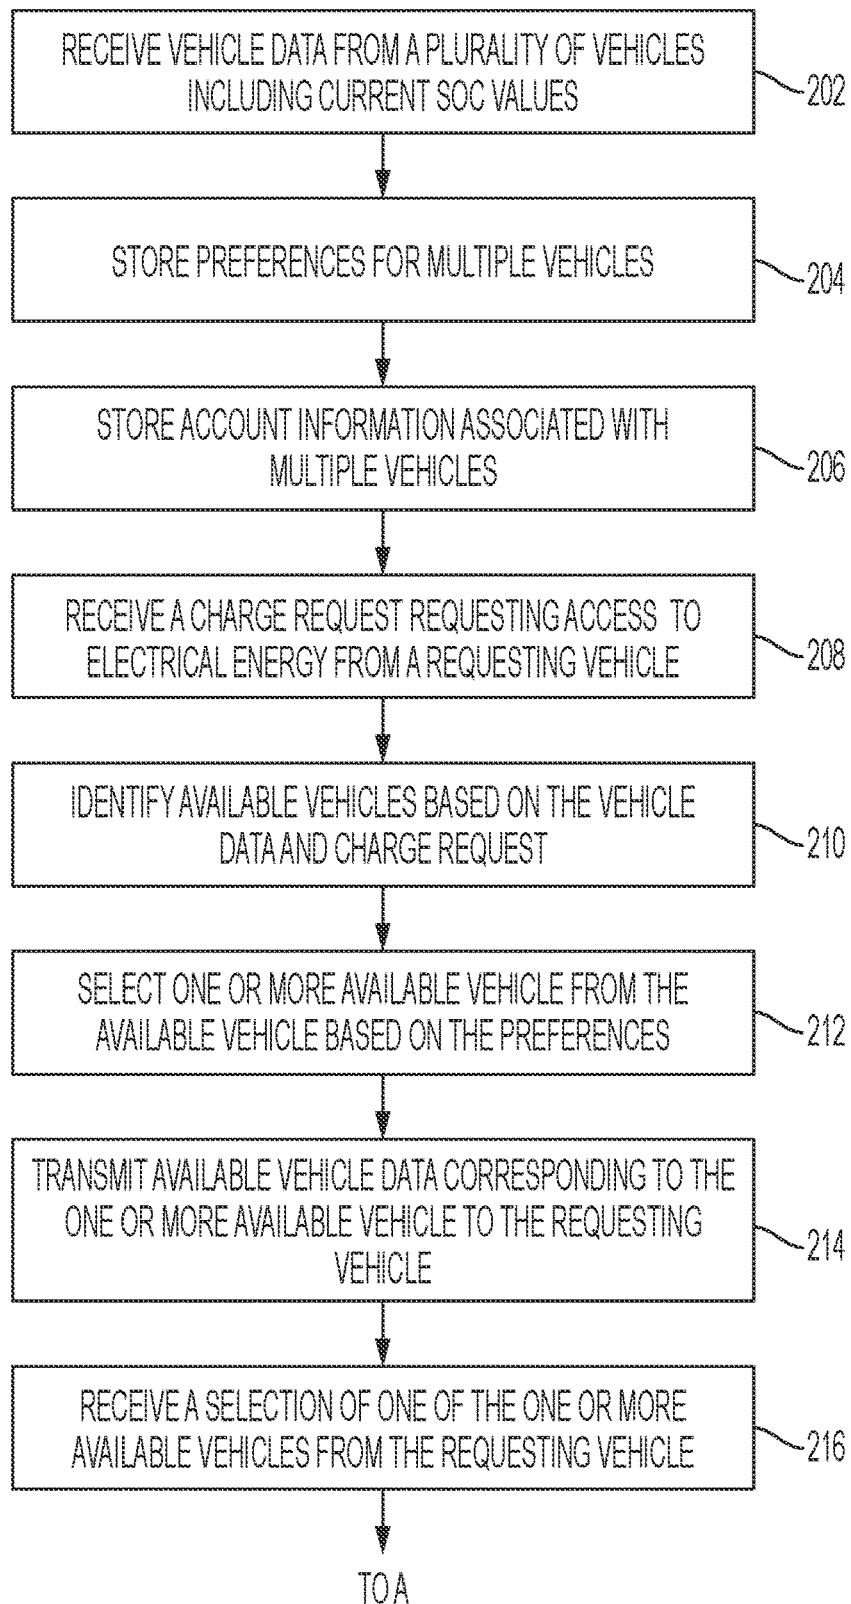 RECEIVE VEHICLE DATA FROM A PLURALITY OF VEHICLES
INCLUDING CURRENT SOC VALUES
202
STORE PREFERENCES FOR MULTIPLE VEHICLES
204
STORE ACCOUNT INFORMATION ASSOCIATED WITH
MULTIPLE VEHICLES
206
RECEIVE A CHARGE REQUEST REQUESTING ACCESS TO
ELECTRICAL ENERGY FROM A REQUESTING VEHICLE
208
IDENTIFY AVAILABLE VEHICLES BASED ON THE VEHICLE
DATA AND CHARGE REQUEST
210
SELECT ONE OR MORE AVAILABLE VEHICLE FROM THE
AVAILABLE VEHICLE BASED ON THE PREFERENCES
212
TRANSMIT AVAILABLE VEHICLE DATA CORRESPONDING TO THE
ONE OR MORE AVAILABLE VEHICLE TO THE REQUESTING
VEHICLE
214
RECEIVE A SELECTION OF ONE OF THE ONE OR MORE
AVAILABLE VEHICLES FROM THE REQUESTING VEHICLE
216
TO A